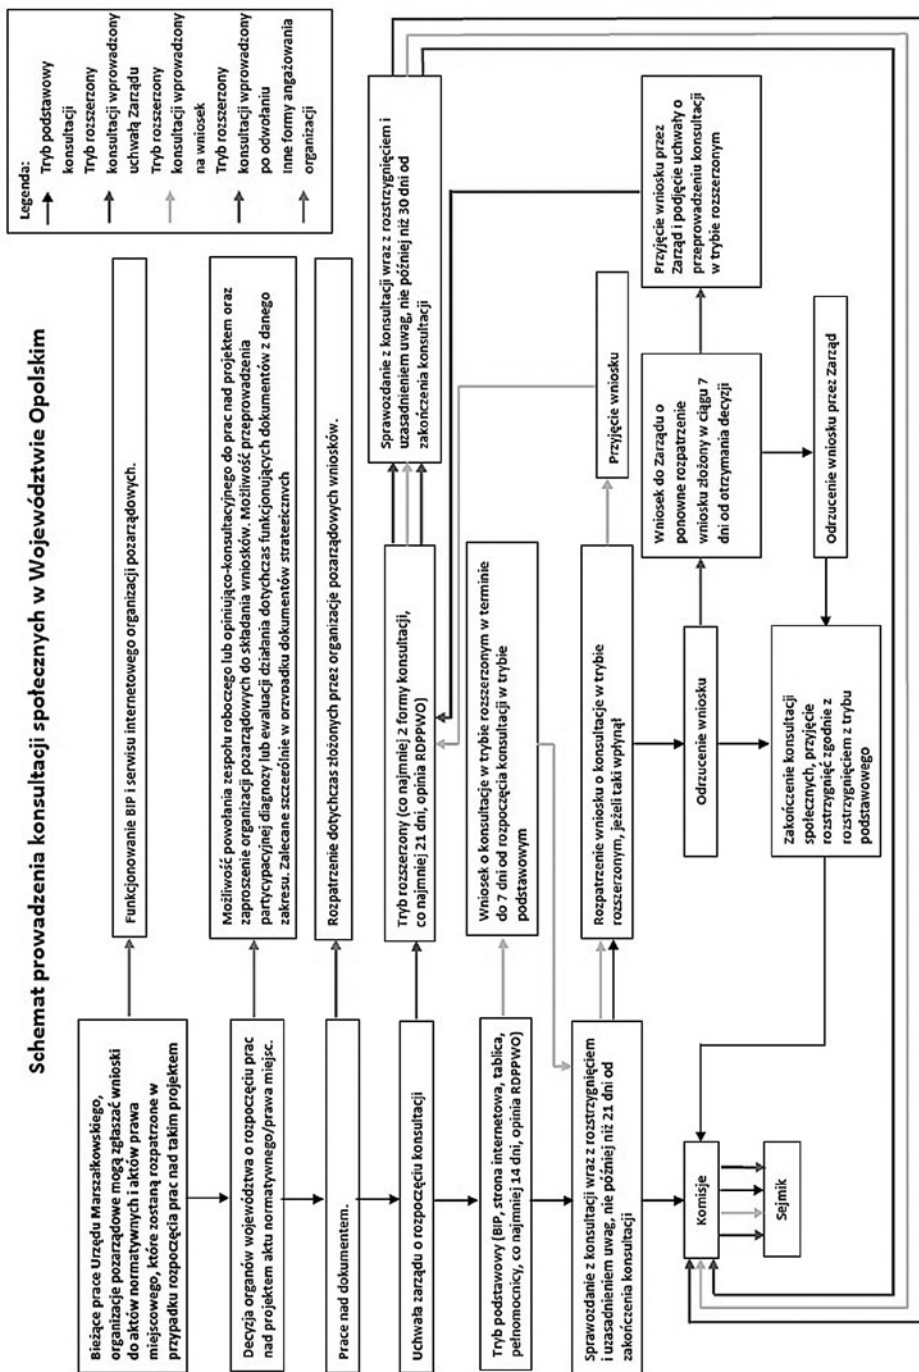 Schemat prowadzenia konsultacji społecznych w Województwie Opolskim
Legenda:
Tryb podstawowy
konsultacji
Tryb rozszerzony
konsultacji wprowadzony
uchwałą Zarządu
Tryb rozszerzony
konsultacji wprowadzony
na wniosek
Tryb rozszerzony
konsultacji wprowadzony
po odwołaniu
Inne formy angażowania
organizacji
Bieżące prace Urzędu Marszałkowskiego,
organizacje pozarządowe mogą zgłaszać wnioski
do aktów normatywnych i aktów prawa
miejscowego, które zostaną rozpatrzone w
przypadku rozpoczęcia prac nad takim projektem
Funkcjonowanie BIP i serwisu internetowego organizacji pozarządowych.
Decyzja organów województwa o rozpoczęciu prac
nad projektem aktu normatywnego/prawa miejsc.
Możliwość powołania zespołu roboczego lub opiniująco-konsultacyjnego do prac nad projektem oraz
zaproszenie organizacji pozarządowych do składania wniosków. Możliwość przeprowadzenia
partycypacyjnej diagnozy lub ewaluacji działania dotychczas funkcjonujących dokumentów z danego
zakresu. Zalecane szczególnie w przypadku dokumentów strategicznych
Prace nad dokumentem.
Rozpatrzenie dotychczas złożonych przez organizacje pozarządowych wniosków.
Uchwała zarządu o rozpoczęciu konsultacji
Tryb rozszerzony (co najmniej 2 formy konsultacji,
co najmniej 21 dni, opinia RDPPWO)
Sprawozdanie z konsultacji wraz z rozstrzygnięciem i
uzasadnieniem uwag, nie później niż 30 dni od
zakończenia konsultacji
Tryb podstawowy (BIP, strona internetowa, tablica,
pełnomocnicy, co najmniej 14 dni, opinia RDPPWO)
Wniosek o konsultacje w trybie rozszerzonym w terminie
do 7 dni od rozpoczęcia konsultacji w trybie
podstawowym
Sprawozdanie z konsultacji wraz z rozstrzygnięciem
i uzasadnieniem uwag, nie później niż 21 dni od
zakończenia konsultacji
Rozpatrzenie wniosku o konsultacje w trybie
rozszerzonym, jeżeli taki wpłynął
Przyjęcie wniosku
Odrzucenie wniosku
Wniosek do Zarządu o
ponowne rozpatrzenie
wniosku złożony w ciągu 7
dni od otrzymania decyzji
Przyjęcie wniosku przez
Zarząd i podjęcie uchwały o
przeprowadzeniu konsultacji
w trybie rozszerzonym
Zakończenie konsultacji
społecznych, przyjęcie
rozstrzygnięć zgodnie z
rozstrzygnięciem z trybu
podstawowego
Odrzucenie wniosku przez Zarząd
Komisje
Sejmik